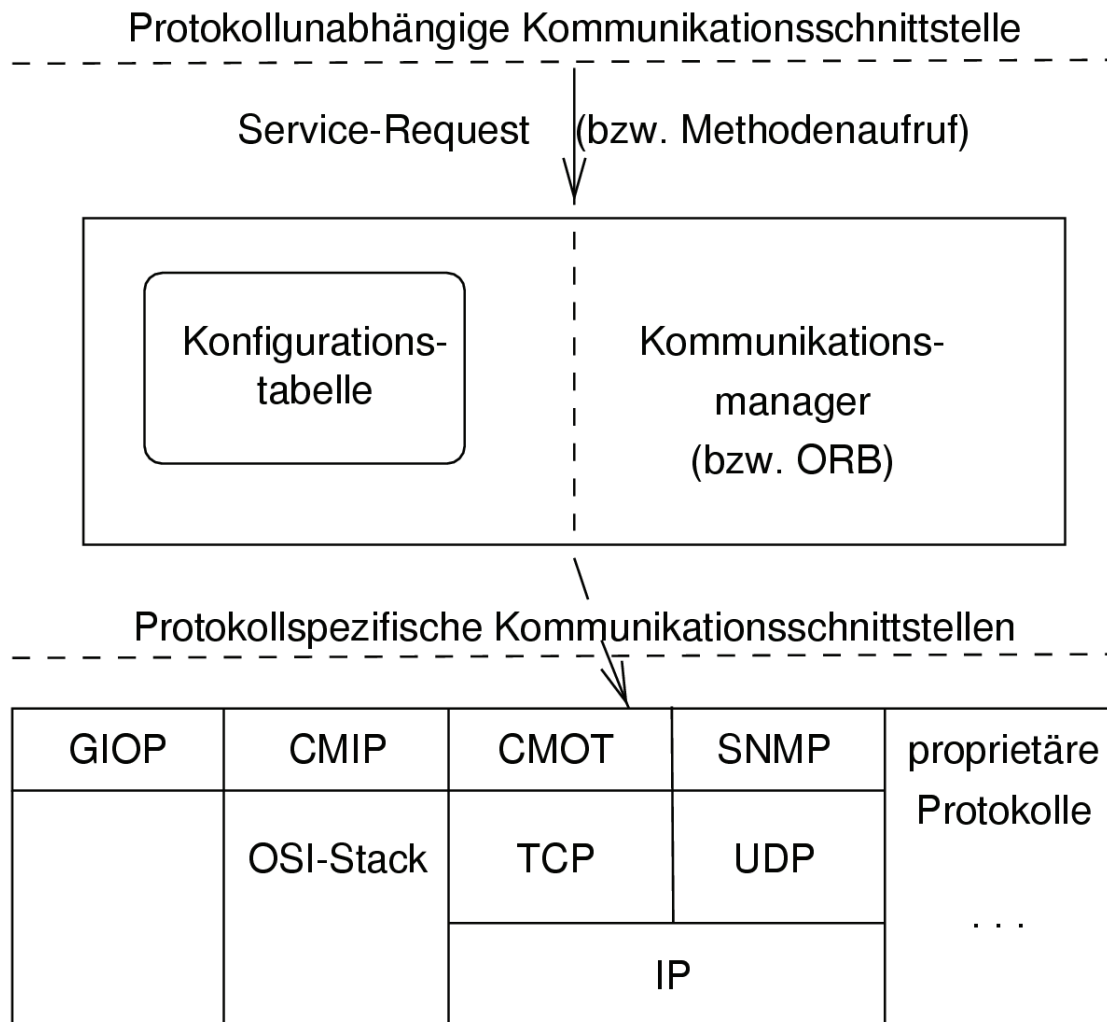 Protokollunabhängige Kommunikationsschnittstelle
Service-Request (bzw. Methodenaufruf)
Konfigurations-
tabelle
Kommunikations-
manager
(bzw. ORB)
Protokollspezifische Kommunikationsschnittstellen
GIOP CMIP CMOT SNMP proprietäre
Protokolle
OSI-Stack TCP UDP
. . .
IP